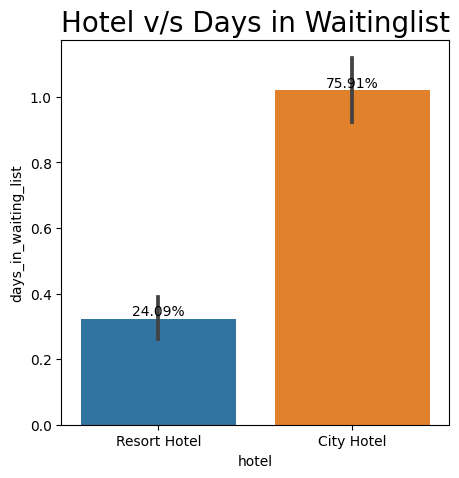 Hotel v/s Days in Waitinglist
75.91%
24.09%
1.0
0.8
0.6
0.4
0.2
0.0
days_in_waiting_list
Resort Hotel
City Hotel
hotel